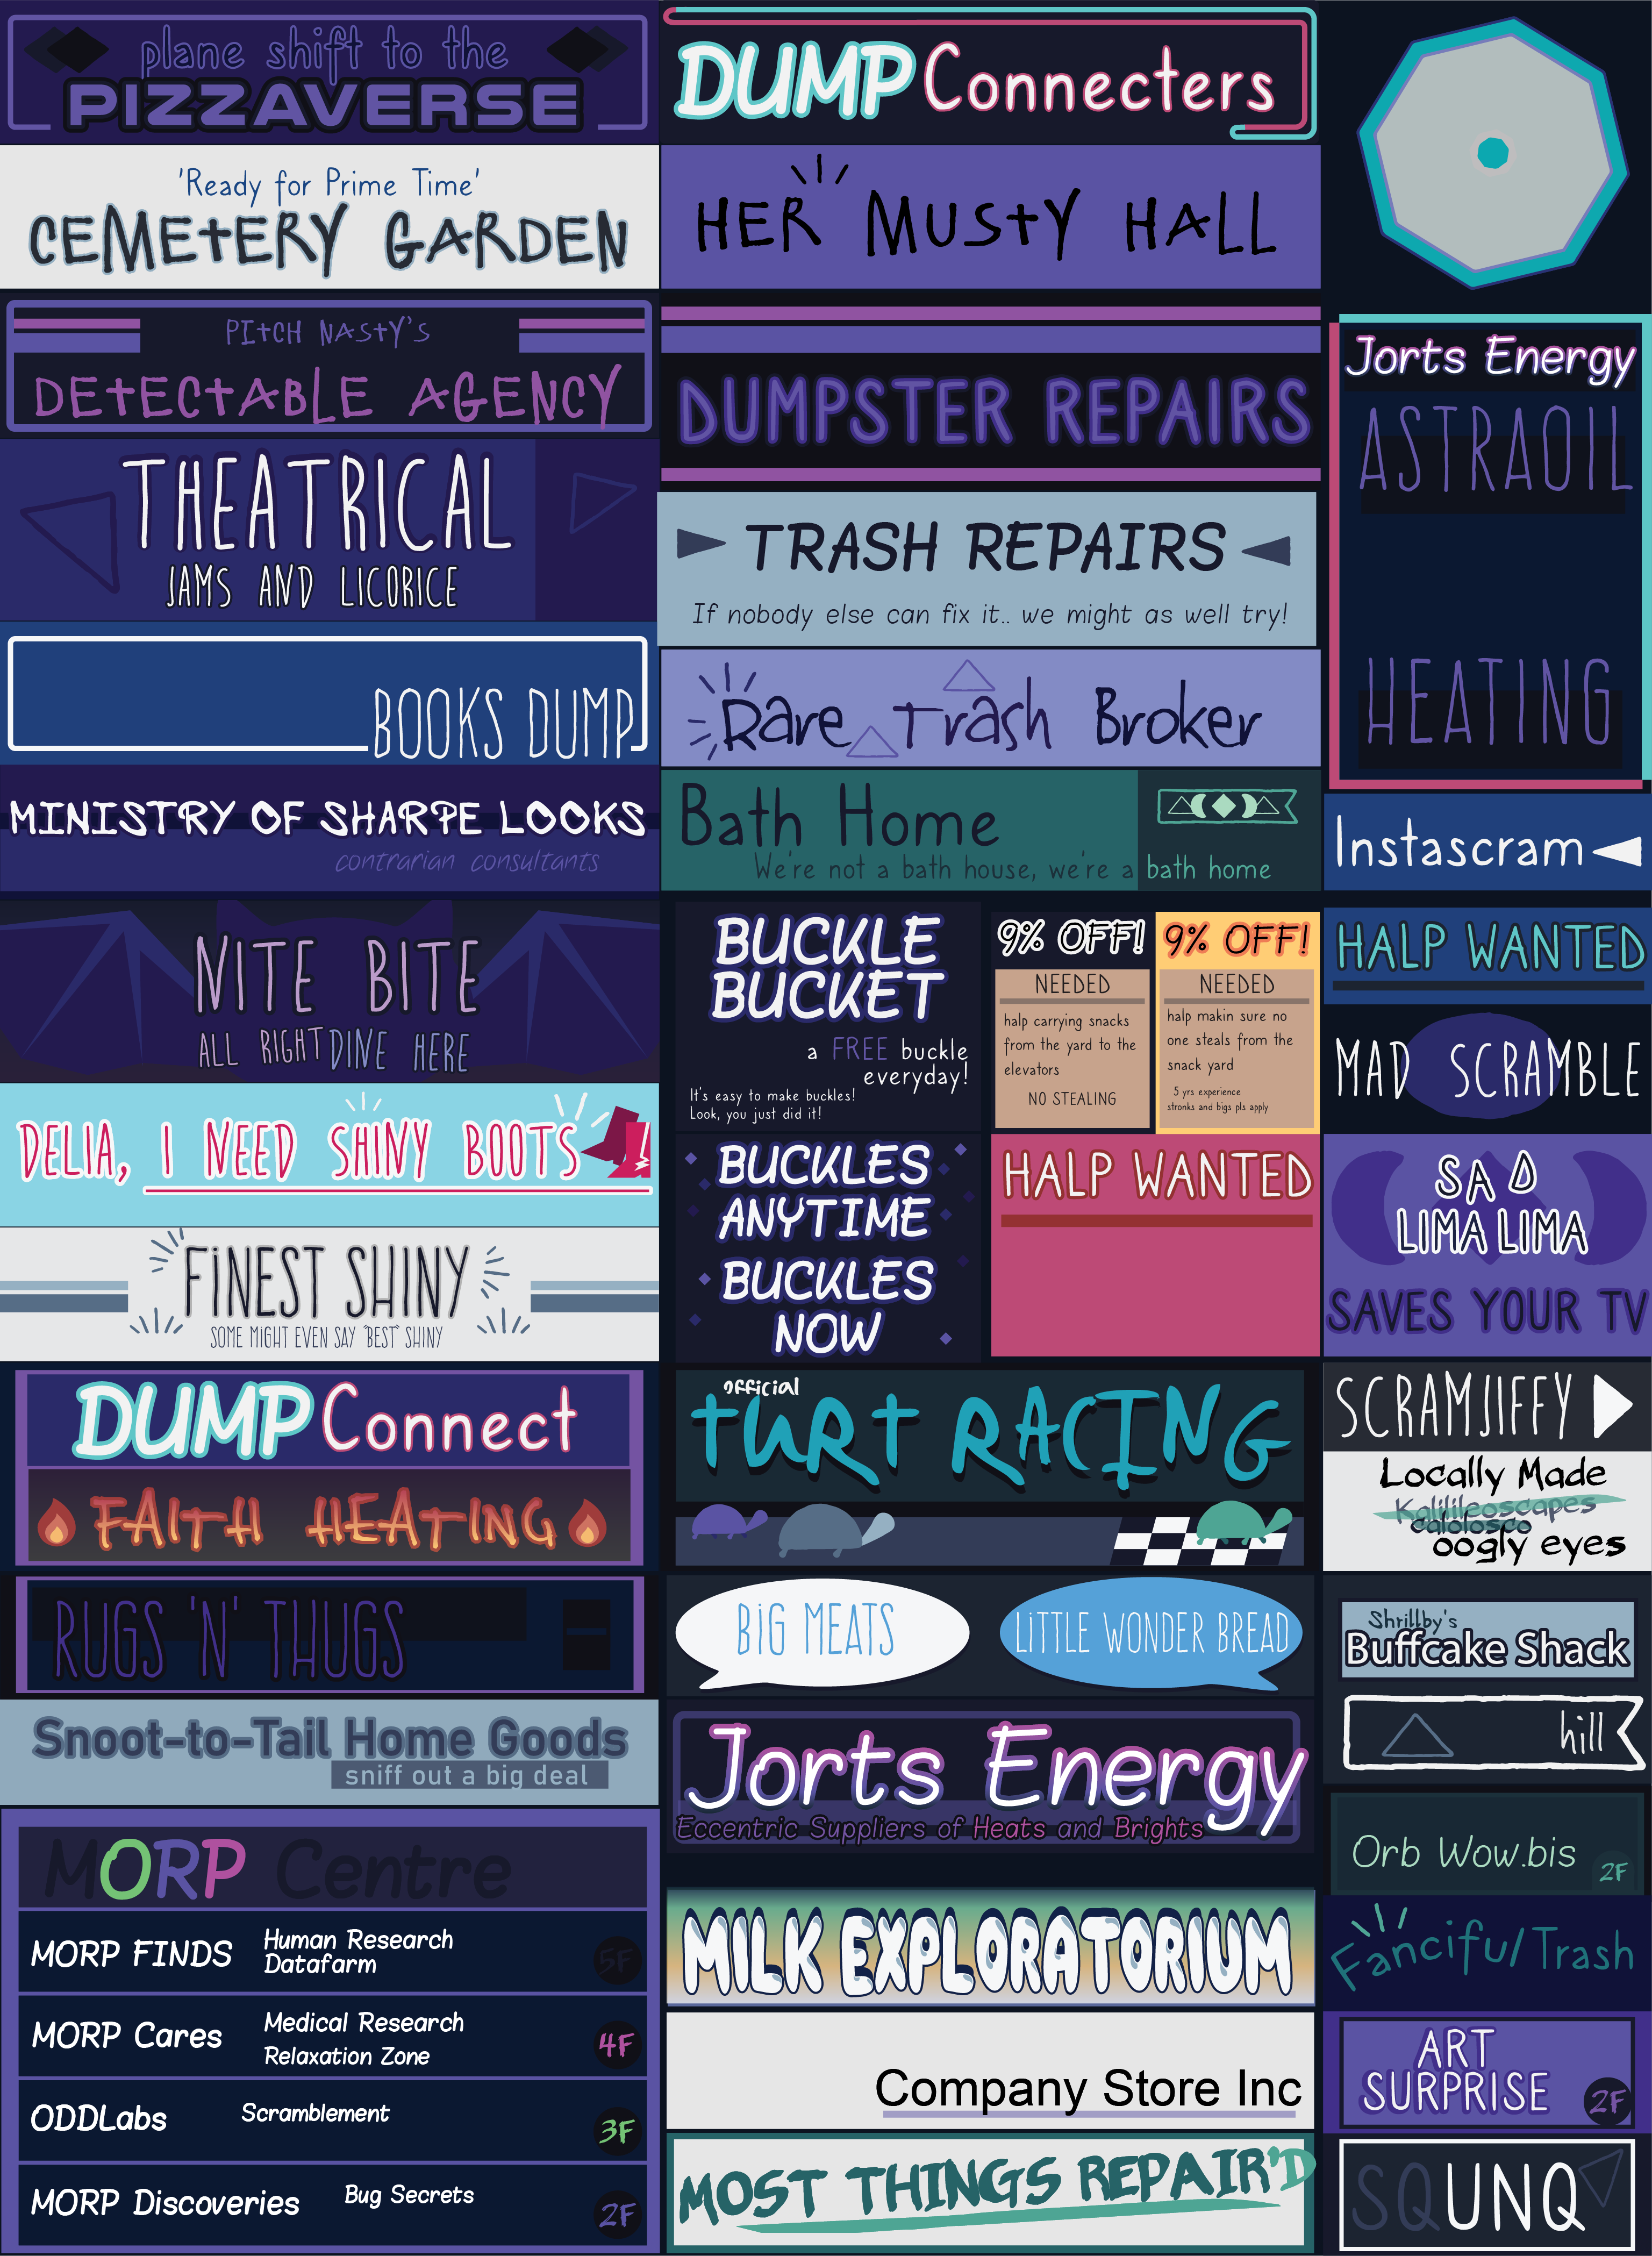 plane shift to the
PIZZAVERSE
'Ready for Prime Time'
CEMETERY GARDEN
PITCH NASTY'S
DETECTABLE AGENCY
THEATRICAL
JAMS AND LICORICE
BOOKS DUMP
MINISTRY OF SHARPE LOOKS
contrarian consultants
NITE BITE
ALL RIGHT DINE HERE
DELIA, I NEED SHINY BOOTS
FINEST SHINY
SOME MIGHT EVEN SAY "BEST" SHINY
DUMP Connect
FAITH HEATING
RUGS 'N' THUGS
Snoot-to-Tail Home Goods
sniff out a big deal
MORP Centre
MORP FINDS
Human Research
Datafarm
5F
MORP Cares
Medical Research
Relaxation Zone
4F
ODDLabs
Scramblement
3F
MORP Discoveries
Bug Secrets
2F
DUMP Connecters
HER MUSTY HALL
DUMPSTER REPAIRS
TRASH REPAIRS
If nobody else can fix it.. we might as well try!
Rare Trash Broker
Bath Home
We're not a bath house, we're a bath home
BUCKLE
BUCKET
a FREE buckle
everyday!
It's easy to make buckles!
Look, you just did it!
BUCKLES
ANYTIME
BUCKLES
NOW
9% OFF!
NEEDED
halp carrying snacks
from the yard to the
elevators
NO STEALING
9% OFF!
NEEDED
halp makin sure no
one steals from the
snack yard
5 yrs experience
stronks and bigs pls apply
HALP WANTED
official
TURT RACING
BIG MEATS
LITTLE WONDER BREAD
Jorts Energy
Eccentric Suppliers of Heats and Brights
MILK EXPLORATORIUM
Company Store Inc
MOST THINGS REPAIR'D
Jorts Energy
ASTRAOIL
HEATING
Instascram
HALP WANTED
MAD SCRAMBLE
SAD
LIMA LIMA
SAVES YOUR TV
SCRAMJIFFY
Locally Made
Kalilileoscapes
calolosco
oogly eyes
Shrillby's
Buffcake Shack
hill
Orb Wow.bis
2F
Fanciful Trash
ART
SURPRISE
2F
SQUNQ